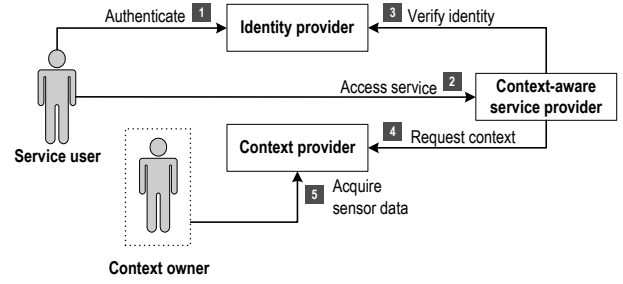 Authenticate 1
Identity provider
3 Verify identity
Access service 2
Context-aware
service provider
Service user
Context provider
4 Request context
5 Acquire
sensor data
Context owner